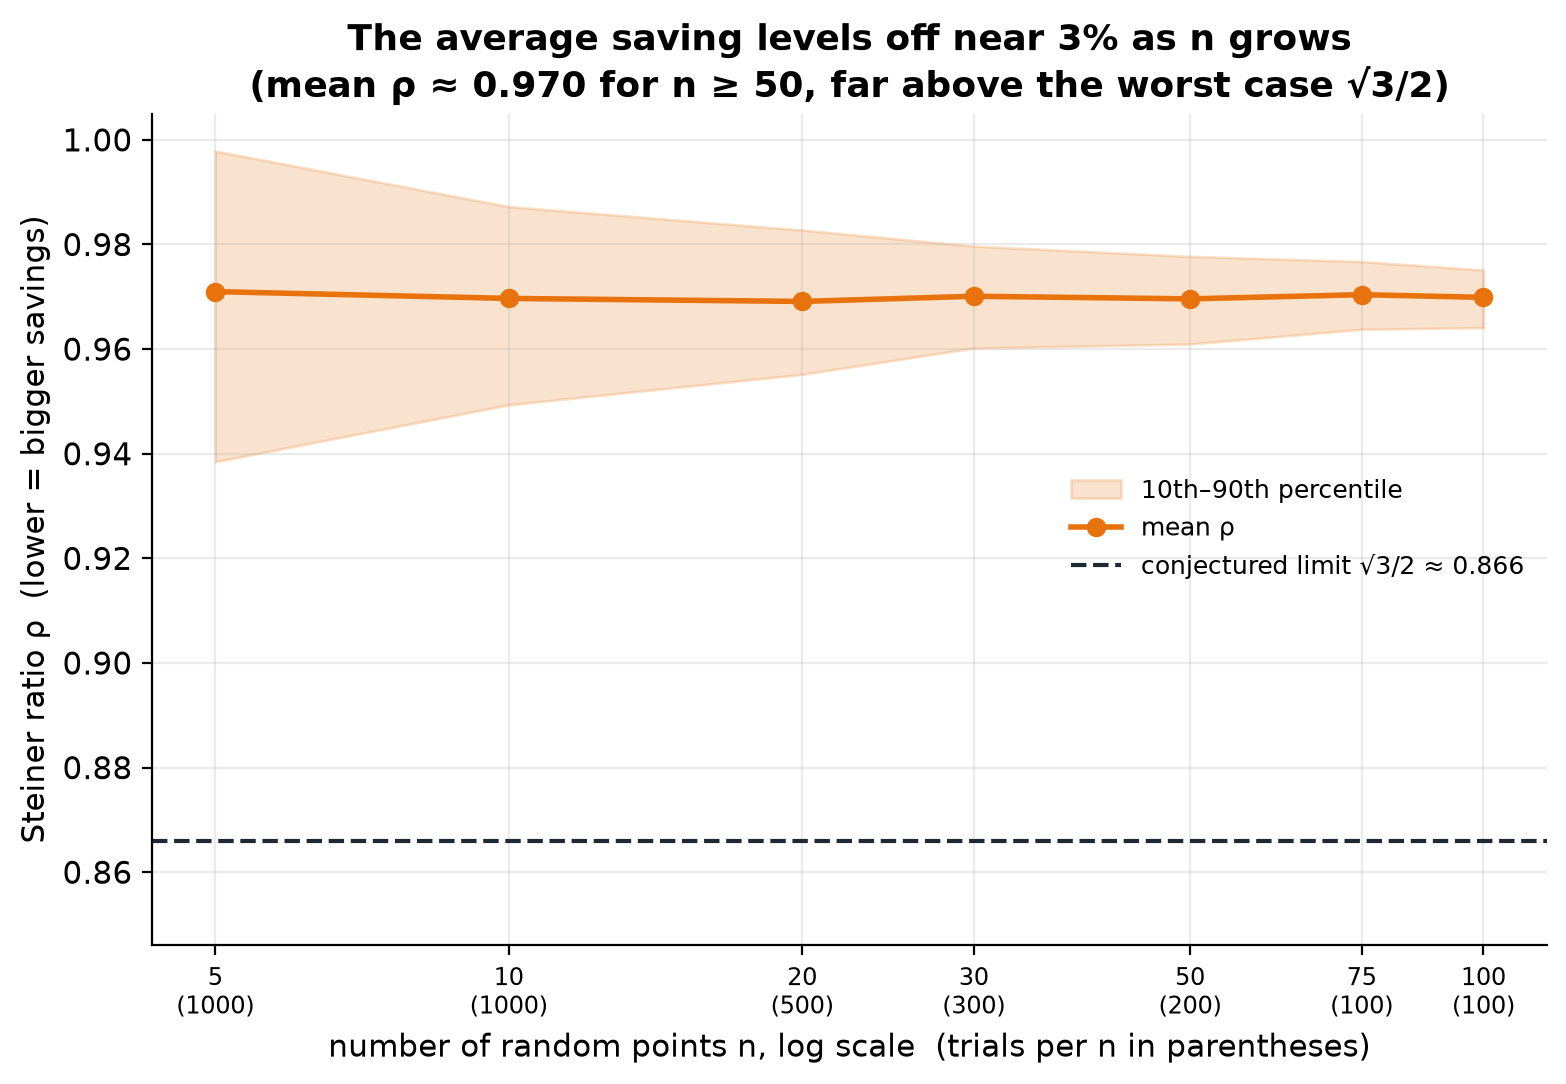 The average saving levels off near 3% as n grows
(mean ρ ≈ 0.970 for n ≥ 50, far above the worst case √3/2)
Steiner ratio ρ (lower = bigger savings)
1.00
0.98
0.96
0.94
0.92
0.90
0.88
0.86
10th–90th percentile
mean ρ
conjectured limit √3/2 ≈ 0.866
5 10 20 30 50 75 100
(1000) (1000) (500) (300) (200) (100) (100)
number of random points n, log scale (trials per n in parentheses)